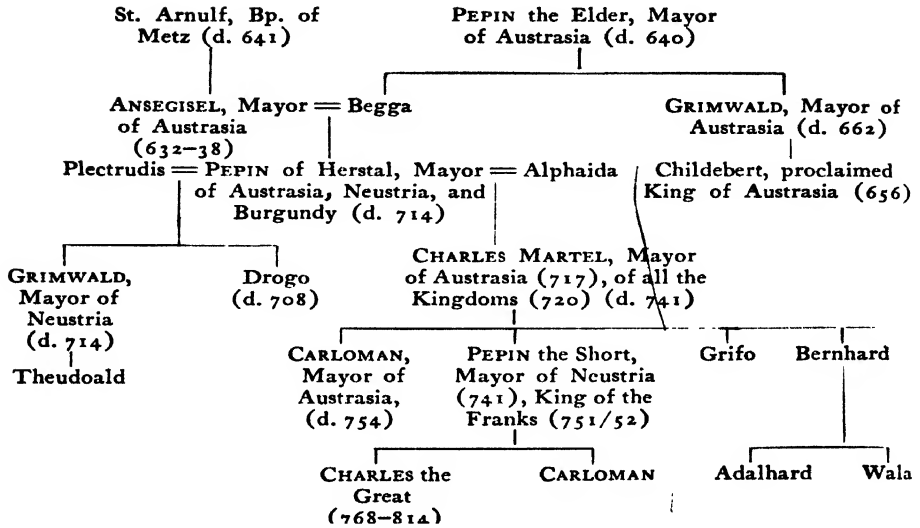 St. Arnulf, Bp. of
Metz (d. 641)
PEPIN the Elder, Mayor
of Austrasia (d. 640)
ANSEGISEL, Mayor = Begga
of Austrasia
(632–38)
GRIMWALD, Mayor of
Austrasia (d. 662)
Plectrudis = PEPIN of Herstal, Mayor = Alphaida
of Austrasia, Neustria, and
Burgundy (d. 714)
Childebert, proclaimed
King of Austrasia (656)
GRIMWALD,
Mayor of
Neustria
(d. 714)
Theudoald
Drogo
(d. 708)
CHARLES MARTEL, Mayor
of Austrasia (717), of all the
Kingdoms (720) (d. 741)
CARLOMAN,
Mayor of
Austrasia,
(d. 754)
PEPIN the Short,
Mayor of Neustria
(741), King of the
Franks (751/52)
Grifo
Bernhard
CHARLES the
Great
(768–814)
CARLOMAN
Adalhard
Wala